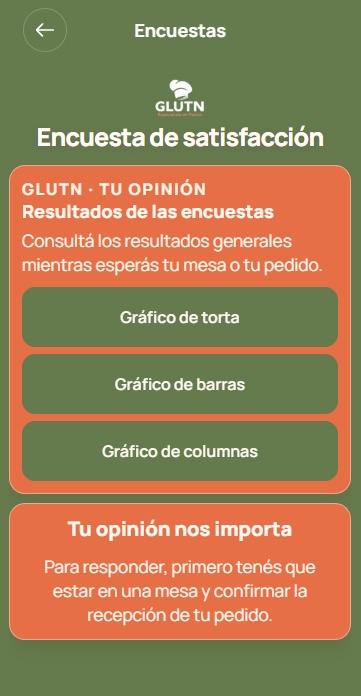 Encuestas
GLUTN
Encuesta de satisfacción
GLUTN · TU OPINIÓN
Resultados de las encuestas
Consultá los resultados generales
mientras esperás tu mesa o tu pedido.
Gráfico de torta
Gráfico de barras
Gráfico de columnas
Tu opinión nos importa
Para responder, primero tenés que
estar en una mesa y confirmar la
recepción de tu pedido.